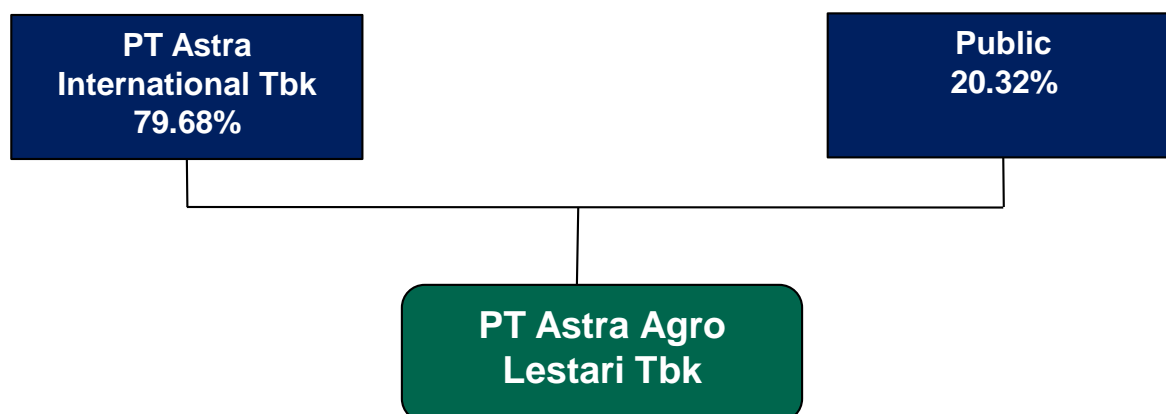 PT Astra
International Tbk
79.68%
Public
20.32%
PT Astra Agro
Lestari Tbk